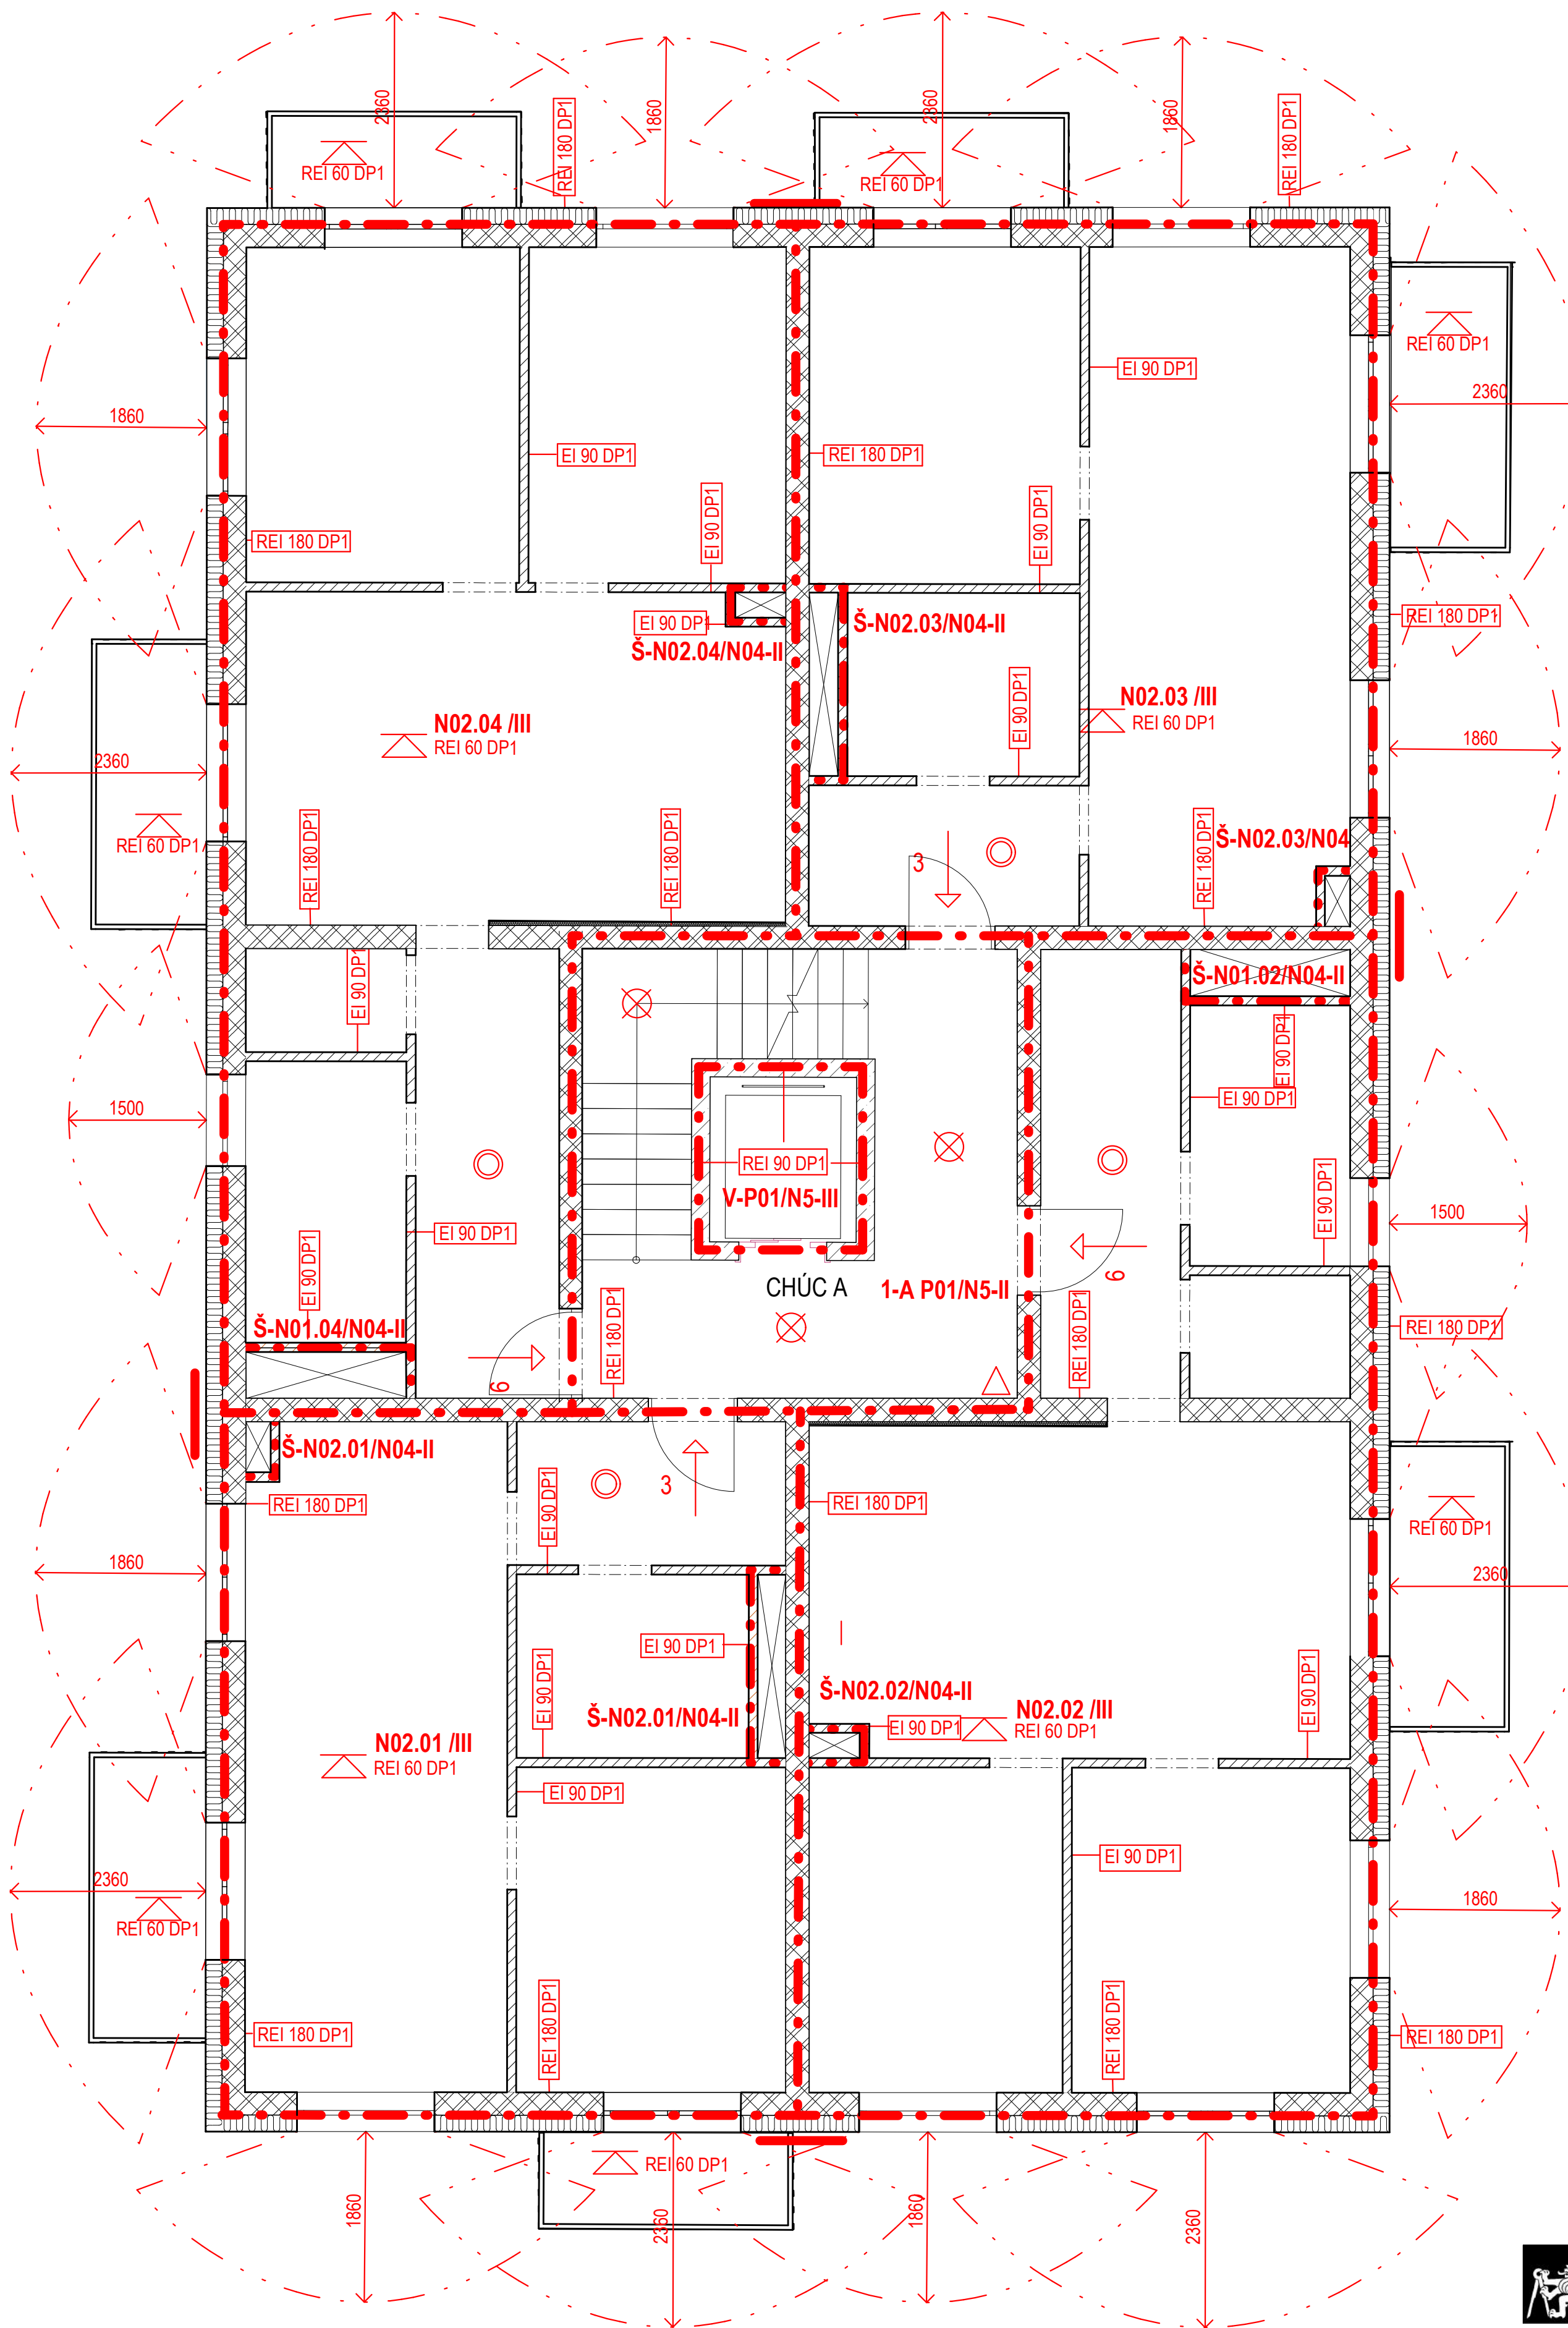 2360
1860
2360
1860
REI 180 DP1
REI 180 DP1
REI 60 DP1
REI 60 DP1
REI 60 DP1
2360
1860
EI 90 DP1
EI 90 DP1
REI 180 DP1
EI 90 DP1
EI 90 DP1
REI 180 DP1
EI 90 DP1
Š-N02.04/N04-II
Š-N02.03/N04-II
REI 180 DP1
EI 90 DP1
N02.04 /III
REI 60 DP1
N02.03 /III
REI 60 DP1
1860
2360
REI 60 DP1
REI 180 DP1
REI 180 DP1
3
REI 180 DP1
Š-N02.03/N04
EI 90 DP1
Š-N01.02/N04-II
EI 90 DP1
EI 90 DP1
1500
REI 90 DP1
V-P01/N5-III
EI 90 DP1
1500
EI 90 DP1
EI 90 DP1
CHÚC A
1-A P01/N5-II
6
Š-N01.04/N04-II
REI 180 DP1
REI 180 DP1
REI 180 DP1
6
Š-N02.01/N04-II
3
REI 180 DP1
EI 90 DP1
REI 180 DP1
REI 60 DP1
1860
2360
EI 90 DP1
EI 90 DP1
Š-N02.01/N04-II
Š-N02.02/N04-II
EI 90 DP1
EI 90 DP1
N02.01 /III
REI 60 DP1
N02.02 /III
REI 60 DP1
EI 90 DP1
EI 90 DP1
2360
REI 60 DP1
1860
REI 180 DP1
REI 180 DP1
REI 180 DP1
REI 180 DP1
REI 60 DP1
1860
2360
1860
2360